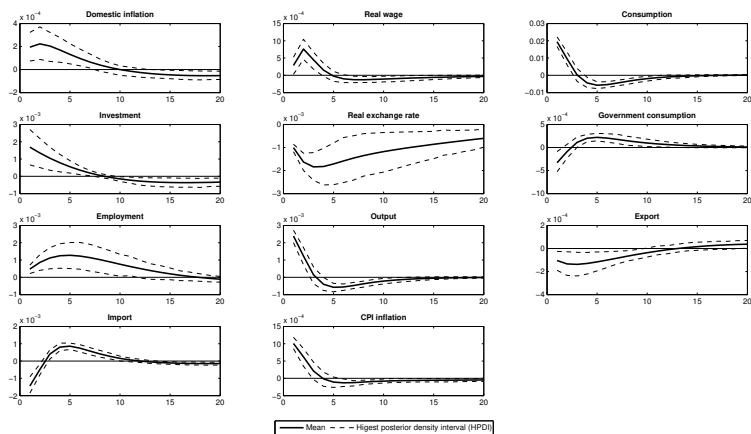 Domestic inflation
x 10⁻⁴
4
2
0
−2
0 5 10 15 20
Real wage
x 10⁻⁴
15
10
5
0
−5
0 5 10 15 20
Consumption
0.03
0.02
0.01
0
−0.01
0 5 10 15 20
Investment
x 10⁻³
3
2
1
0
−1
0 5 10 15 20
Real exchange rate
x 10⁻³
0
−1
−2
−3
0 5 10 15 20
Government consumption
x 10⁻⁴
5
0
−5
−10
0 5 10 15 20
Employment
x 10⁻³
3
2
1
0
−1
0 5 10 15 20
Output
x 10⁻³
3
2
1
0
−1
0 5 10 15 20
Export
x 10⁻⁴
2
0
−2
−4
0 5 10 15 20
Import
x 10⁻³
2
1
0
−1
−2
0 5 10 15 20
CPI inflation
x 10⁻⁴
15
10
5
0
−5
0 5 10 15 20
Mean
Higest posterior density interval (HPDI)